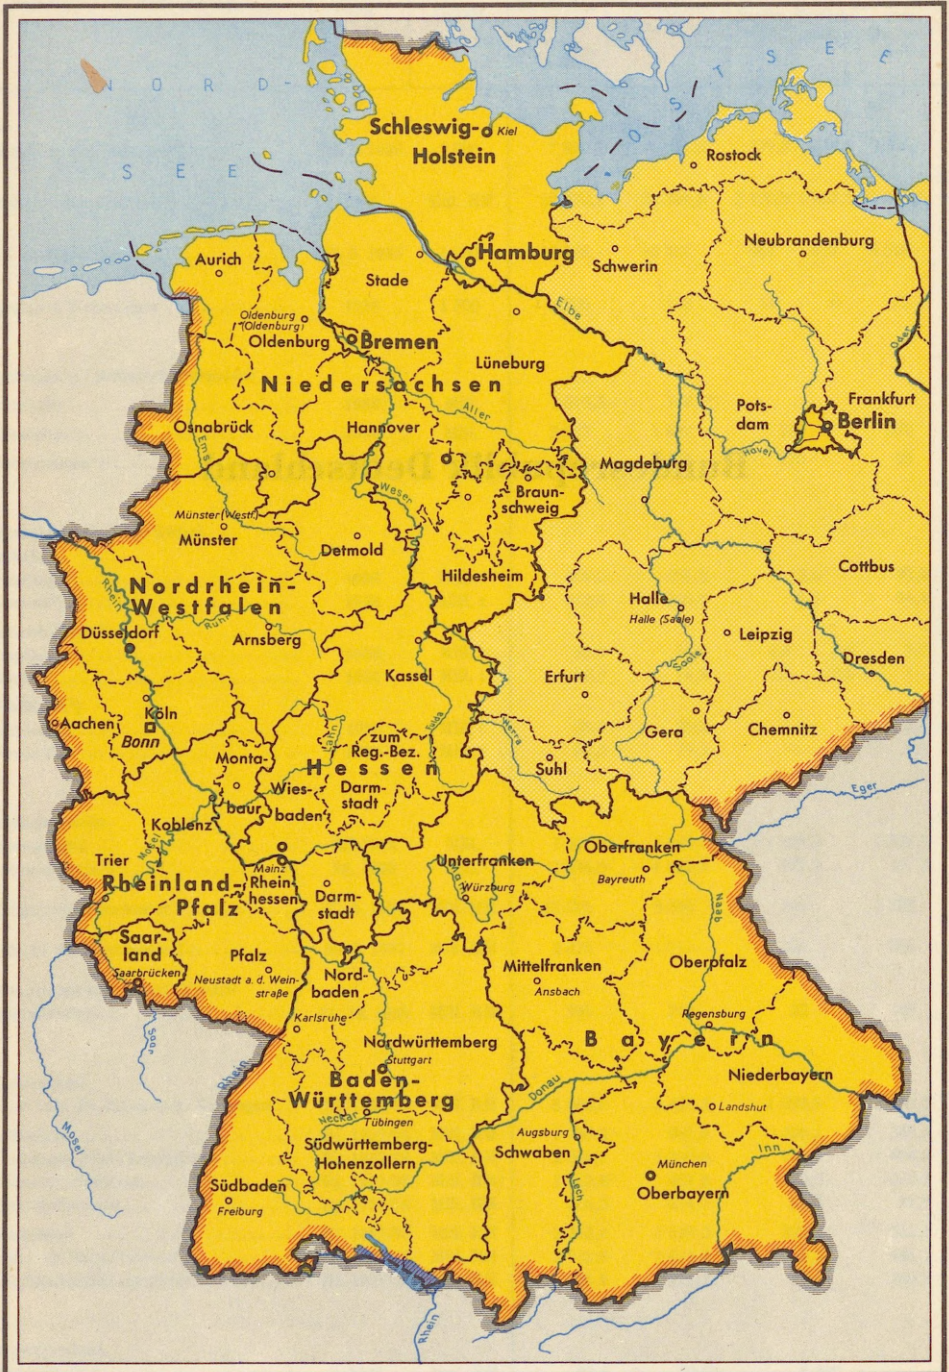 N O R D -
S E E
O S T S E E
Schleswig-
Holstein
Kiel
Rostock
Hamburg
Schwerin
Neubrandenburg
Aurich
Stade
Elbe
Oder
Oldenburg
(Oldenburg)
Oldenburg
Bremen
Lüneburg
Niedersachsen
Aller
Osnabrück
Ems
Hannover
Weser
Braun-
schweig
Hildesheim
Magdeburg
Pots-
dam
Havel
Frankfurt
Berlin
Cottbus
Münster (Westf.)
Münster
Detmold
Nordrhein-
Westfalen
Rhein
Ruhr
Düsseldorf
Arnsberg
Kassel
Halle
Halle (Saale)
Saale
Leipzig
Dresden
Erfurt
Aachen
Köln
Bonn
Lahn
Fulda
Werra
zum
Reg.-Bez.
Hessen
Darm-
stadt
Suhl
Gera
Chemnitz
Eger
Monta-
baur
Wies-
baden
Koblenz
Mosel
Trier
Rheinland-
Pfalz
Mainz
Rhein-
hessen
Darm-
stadt
Unterfranken
Main
Würzburg
Oberfranken
Bayreuth
Naab
Saar-
land
Saarbrücken
Pfalz
Neustadt a. d. Wein-
straße
Nord-
baden
Karlsruhe
Mittelfranken
Ansbach
Oberpfalz
Regensburg
Bayern
Saar
Mosel
Rhein
Nordwürttemberg
Stuttgart
Baden-
Württemberg
Neckar
Tübingen
Südwürttemberg-
Hohenzollern
Donau
Niederbayern
Landshut
Augsburg
Schwaben
Lech
München
Oberbayern
Inn
Südbaden
Freiburg
Rhein